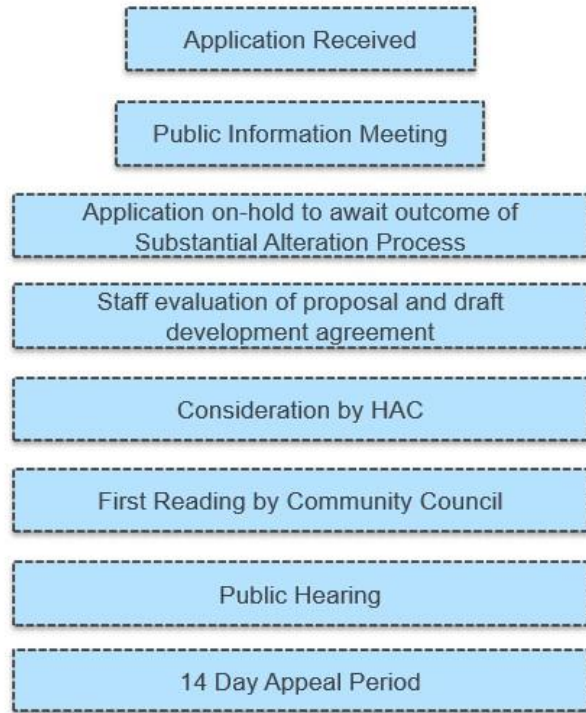 Application Received
Public Information Meeting
Application on-hold to await outcome of
Substantial Alteration Process
Staff evaluation of proposal and draft
development agreement
Consideration by HAC
First Reading by Community Council
Public Hearing
14 Day Appeal Period